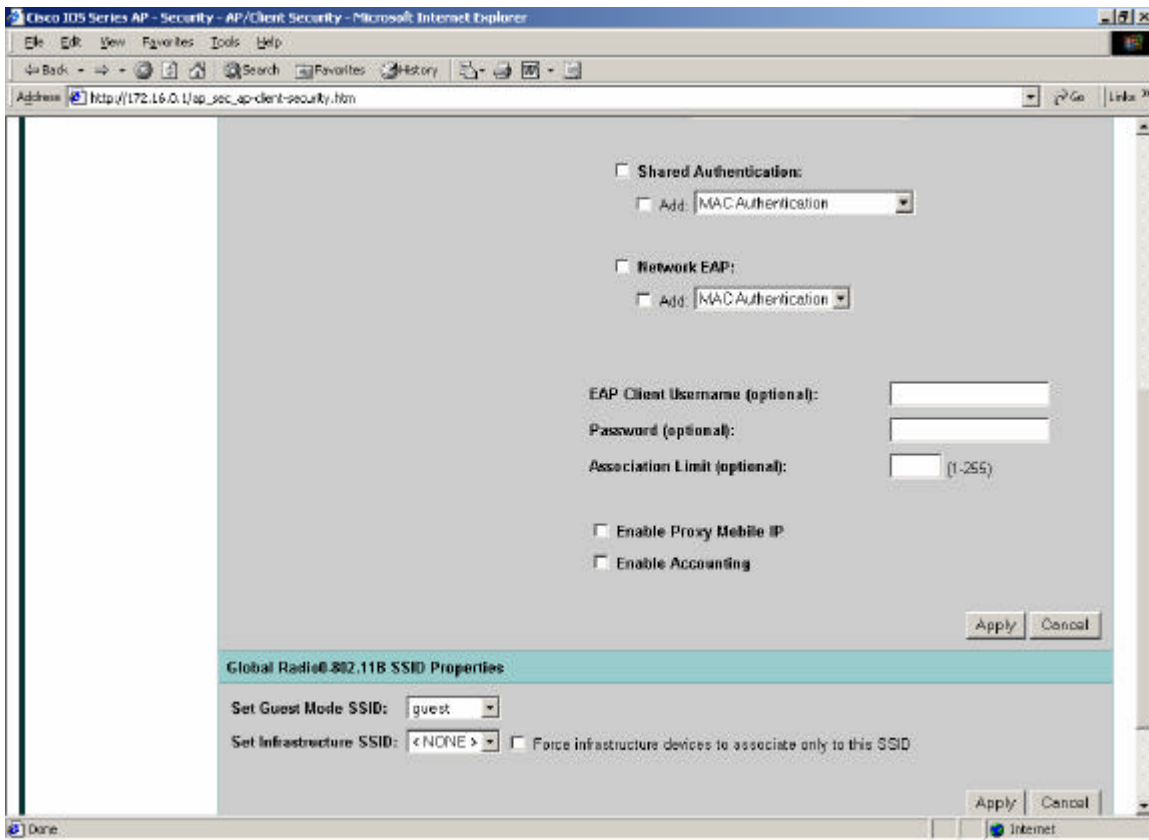 Cisco IOS Series AP - Security - AP/Client Security - Microsoft Internet Explorer
File Edit View Favorites Tools Help
Back Search Favorites History
Address http://172.16.0.1/ap_sec_ap-client-security.htm Go Links »
Shared Authentication:
Add: MAC Authentication
Network EAP:
Add: MAC Authentication
EAP Client Username (optional):
Password (optional):
Association Limit (optional): (1-255)
Enable Proxy Mobile IP
Enable Accounting
Apply Cancel
Global Radio0-802.11B SSID Properties
Set Guest Mode SSID: guest
Set Infrastructure SSID: < NONE > Force infrastructure devices to associate only to this SSID
Apply Cancel
Done Internet